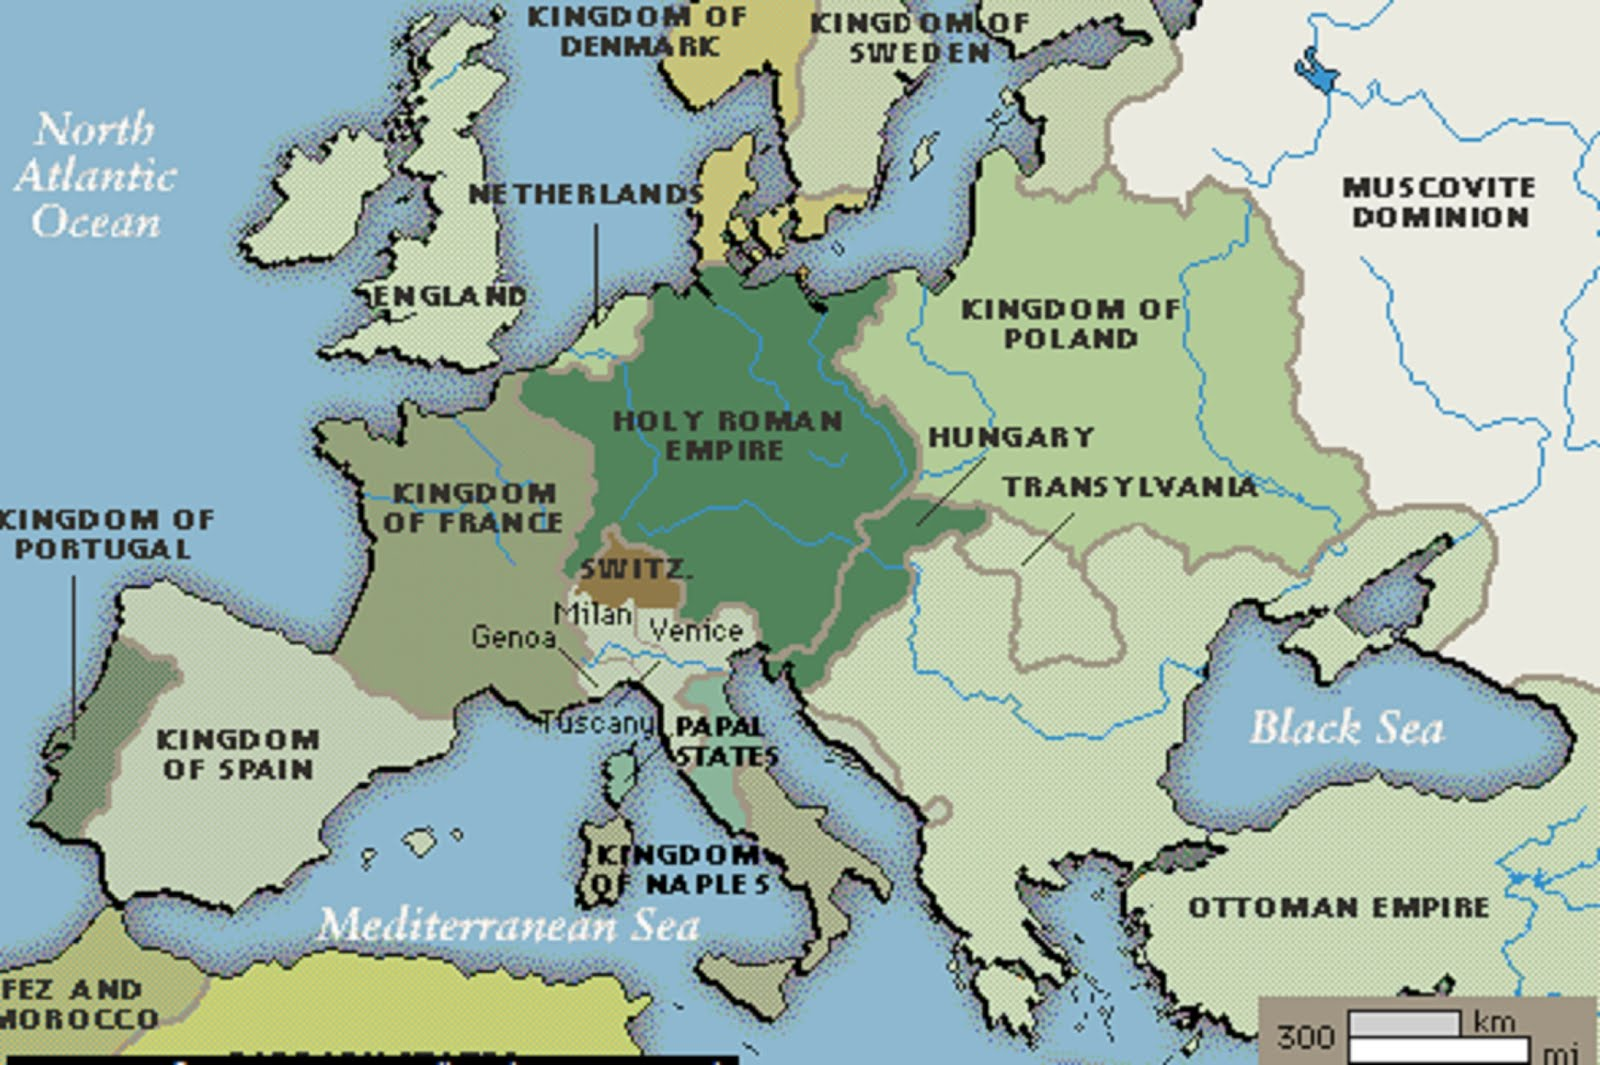 KINGDOM OF
DENMARK
KINGDOM OF
SWEDEN
North
Atlantic
Ocean
NETHERLANDS
MUSCOVITE
DOMINION
ENGLAND
KINGDOM OF
POLAND
HOLY ROMAN
EMPIRE
HUNGARY
TRANSYLVANIA
KINGDOM
OF FRANCE
KINGDOM OF
PORTUGAL
SWITZ.
Milan
Genoa
Venice
Tuscany
PAPAL
STATES
KINGDOM
OF SPAIN
Black Sea
KINGDOM
OF NAPLES
OTTOMAN EMPIRE
Mediterranean Sea
FEZ AND
MOROCCO
300
km
mi